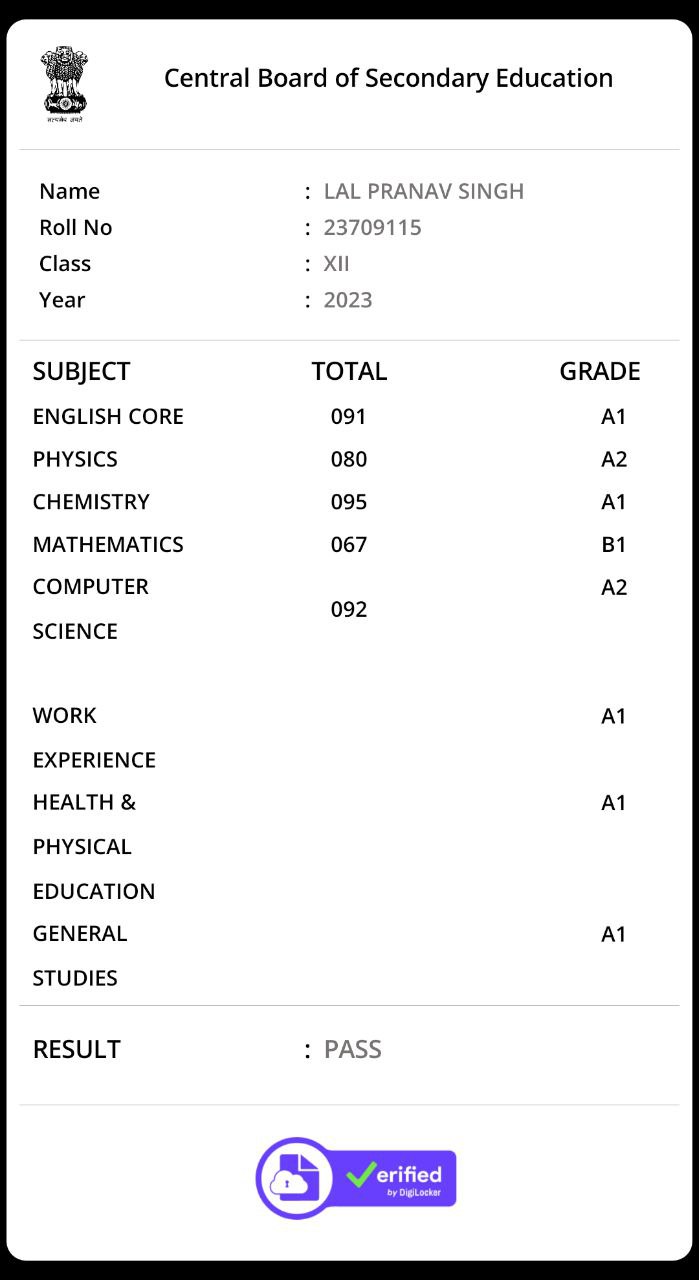 सत्यमेव जयते
Central Board of Secondary Education
Name : LAL PRANAV SINGH
Roll No : 23709115
Class : XII
Year : 2023
SUBJECT TOTAL GRADE
ENGLISH CORE 091 A1
PHYSICS 080 A2
CHEMISTRY 095 A1
MATHEMATICS 067 B1
COMPUTER A2
092
SCIENCE
WORK A1
EXPERIENCE
HEALTH & A1
PHYSICAL
EDUCATION
GENERAL A1
STUDIES
RESULT : PASS
Verified
by DigiLocker